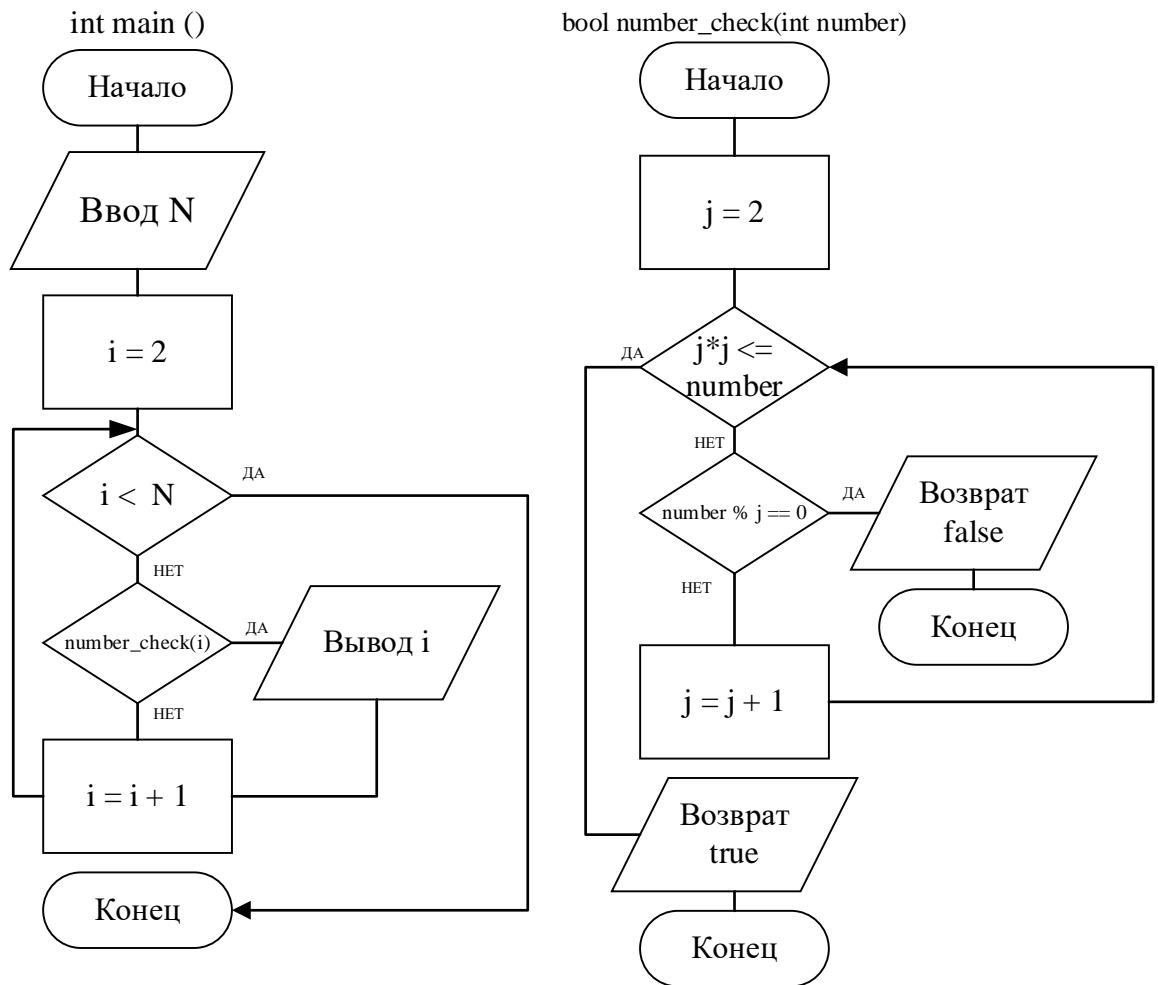 int main ()
Начало
Ввод N
i = 2
i < N
ДА
НЕТ
number_check(i)
ДА
Вывод i
НЕТ
i = i + 1
Конец
bool number_check(int number)
Начало
j = 2
j*j <=
number
ДА
НЕТ
number % j == 0
ДА
Возврат
false
Конец
НЕТ
j = j + 1
Возврат
true
Конец